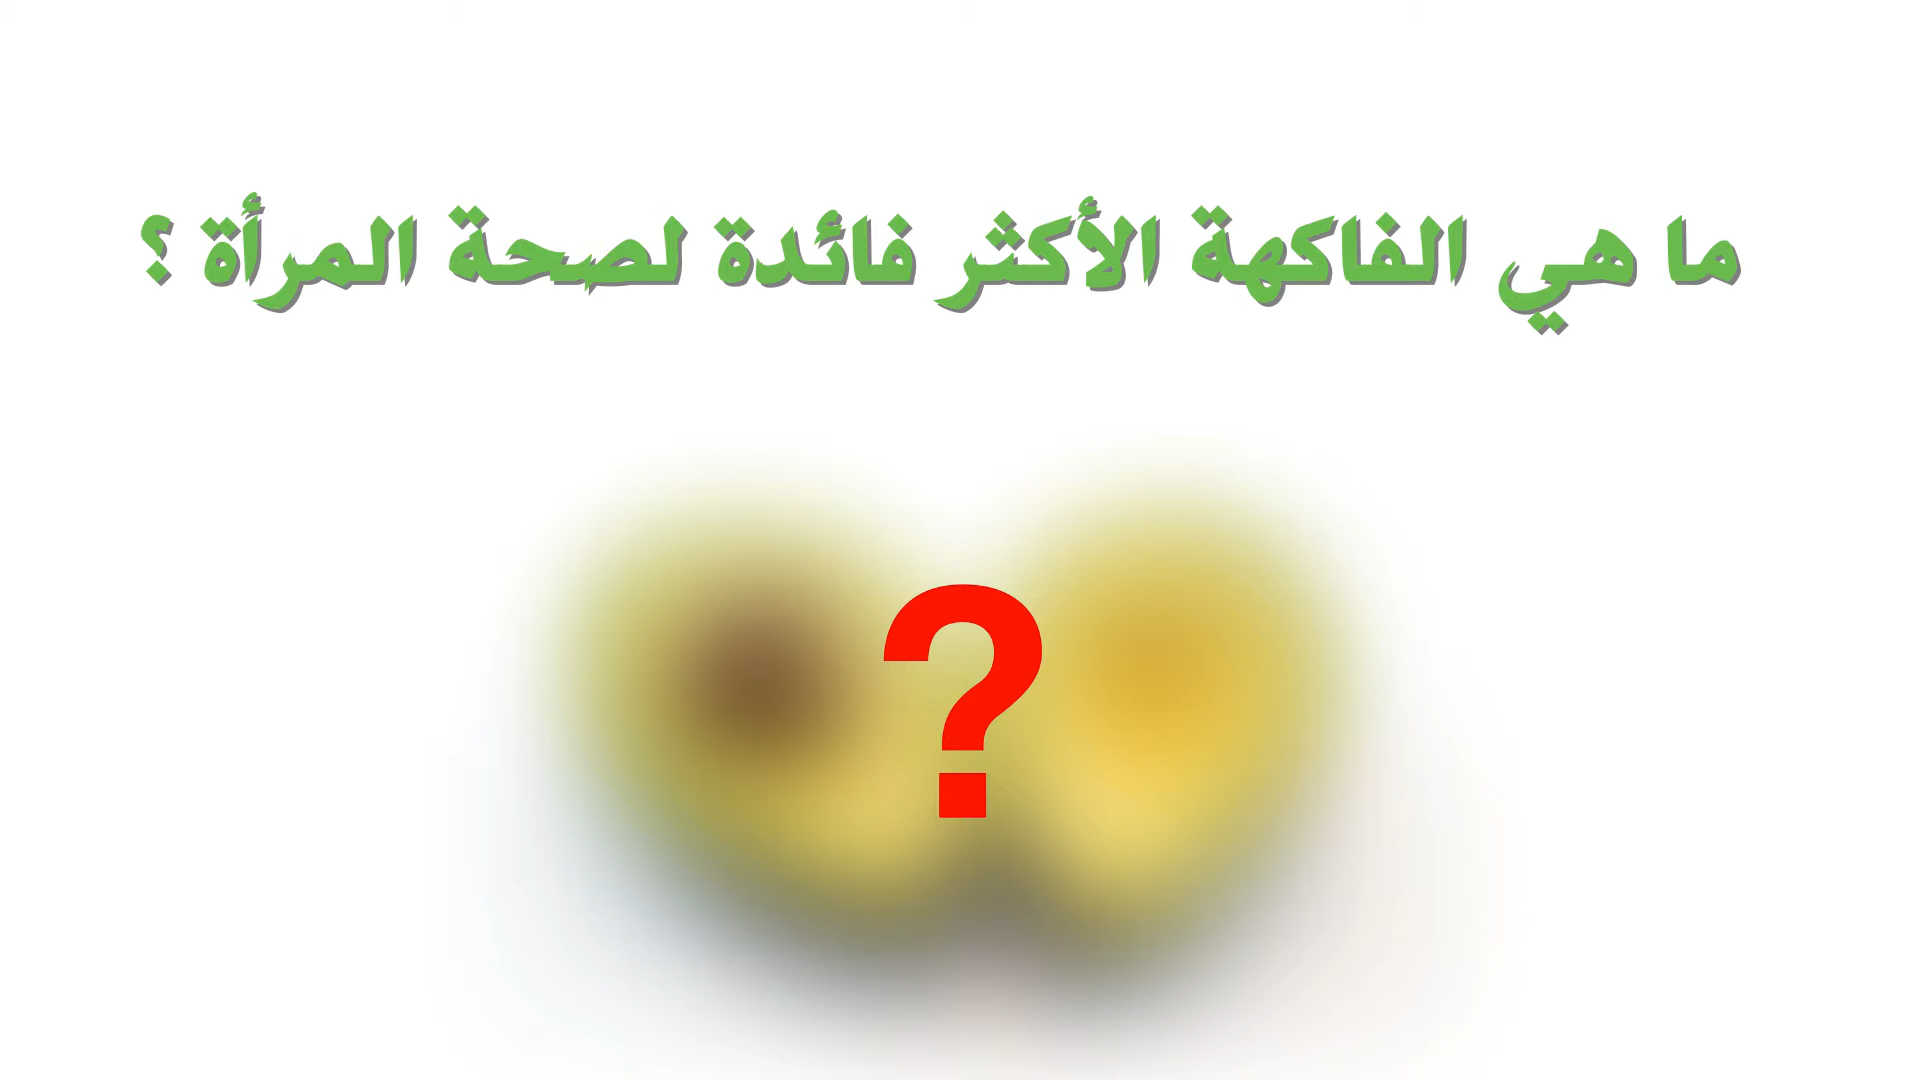 ما هي الفاكهة الأكثر فائدة لصحة المرأة ؟
?